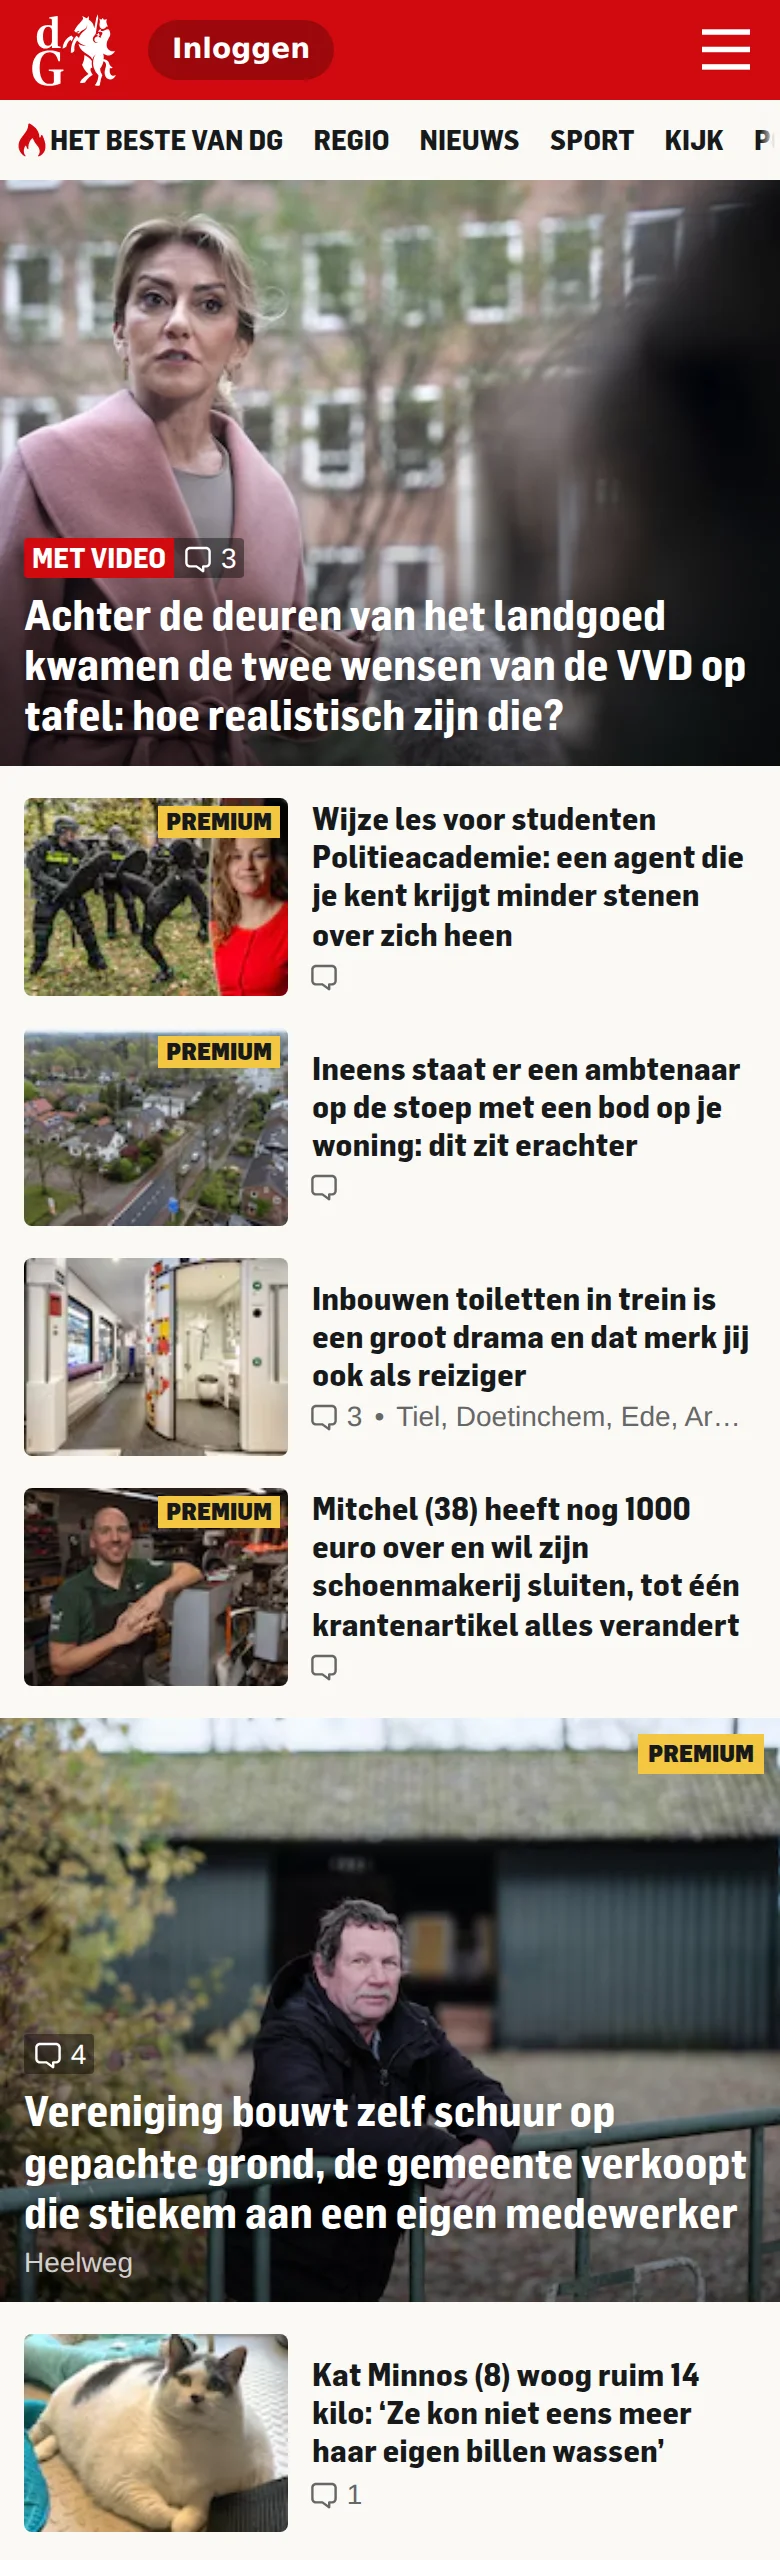 dG
Inloggen
HET BESTE VAN DG REGIO NIEUWS SPORT KIJK
MET VIDEO 3
Achter de deuren van het landgoed
kwamen de twee wensen van de VVD op
tafel: hoe realistisch zijn die?
PREMIUM
Wijze les voor studenten
Politieacademie: een agent die
je kent krijgt minder stenen
over zich heen
PREMIUM
Ineens staat er een ambtenaar
op de stoep met een bod op je
woning: dit zit erachter
Inbouwen toiletten in trein is
een groot drama en dat merk jij
ook als reiziger
3 • Tiel, Doetinchem, Ede, Ar…
PREMIUM
Mitchel (38) heeft nog 1000
euro over en wil zijn
schoenmakerij sluiten, tot één
krantenartikel alles verandert
PREMIUM
4
Vereniging bouwt zelf schuur op
gepachte grond, de gemeente verkoopt
die stiekem aan een eigen medewerker
Heelweg
Kat Minnos (8) woog ruim 14
kilo: ‘Ze kon niet eens meer
haar eigen billen wassen’
1